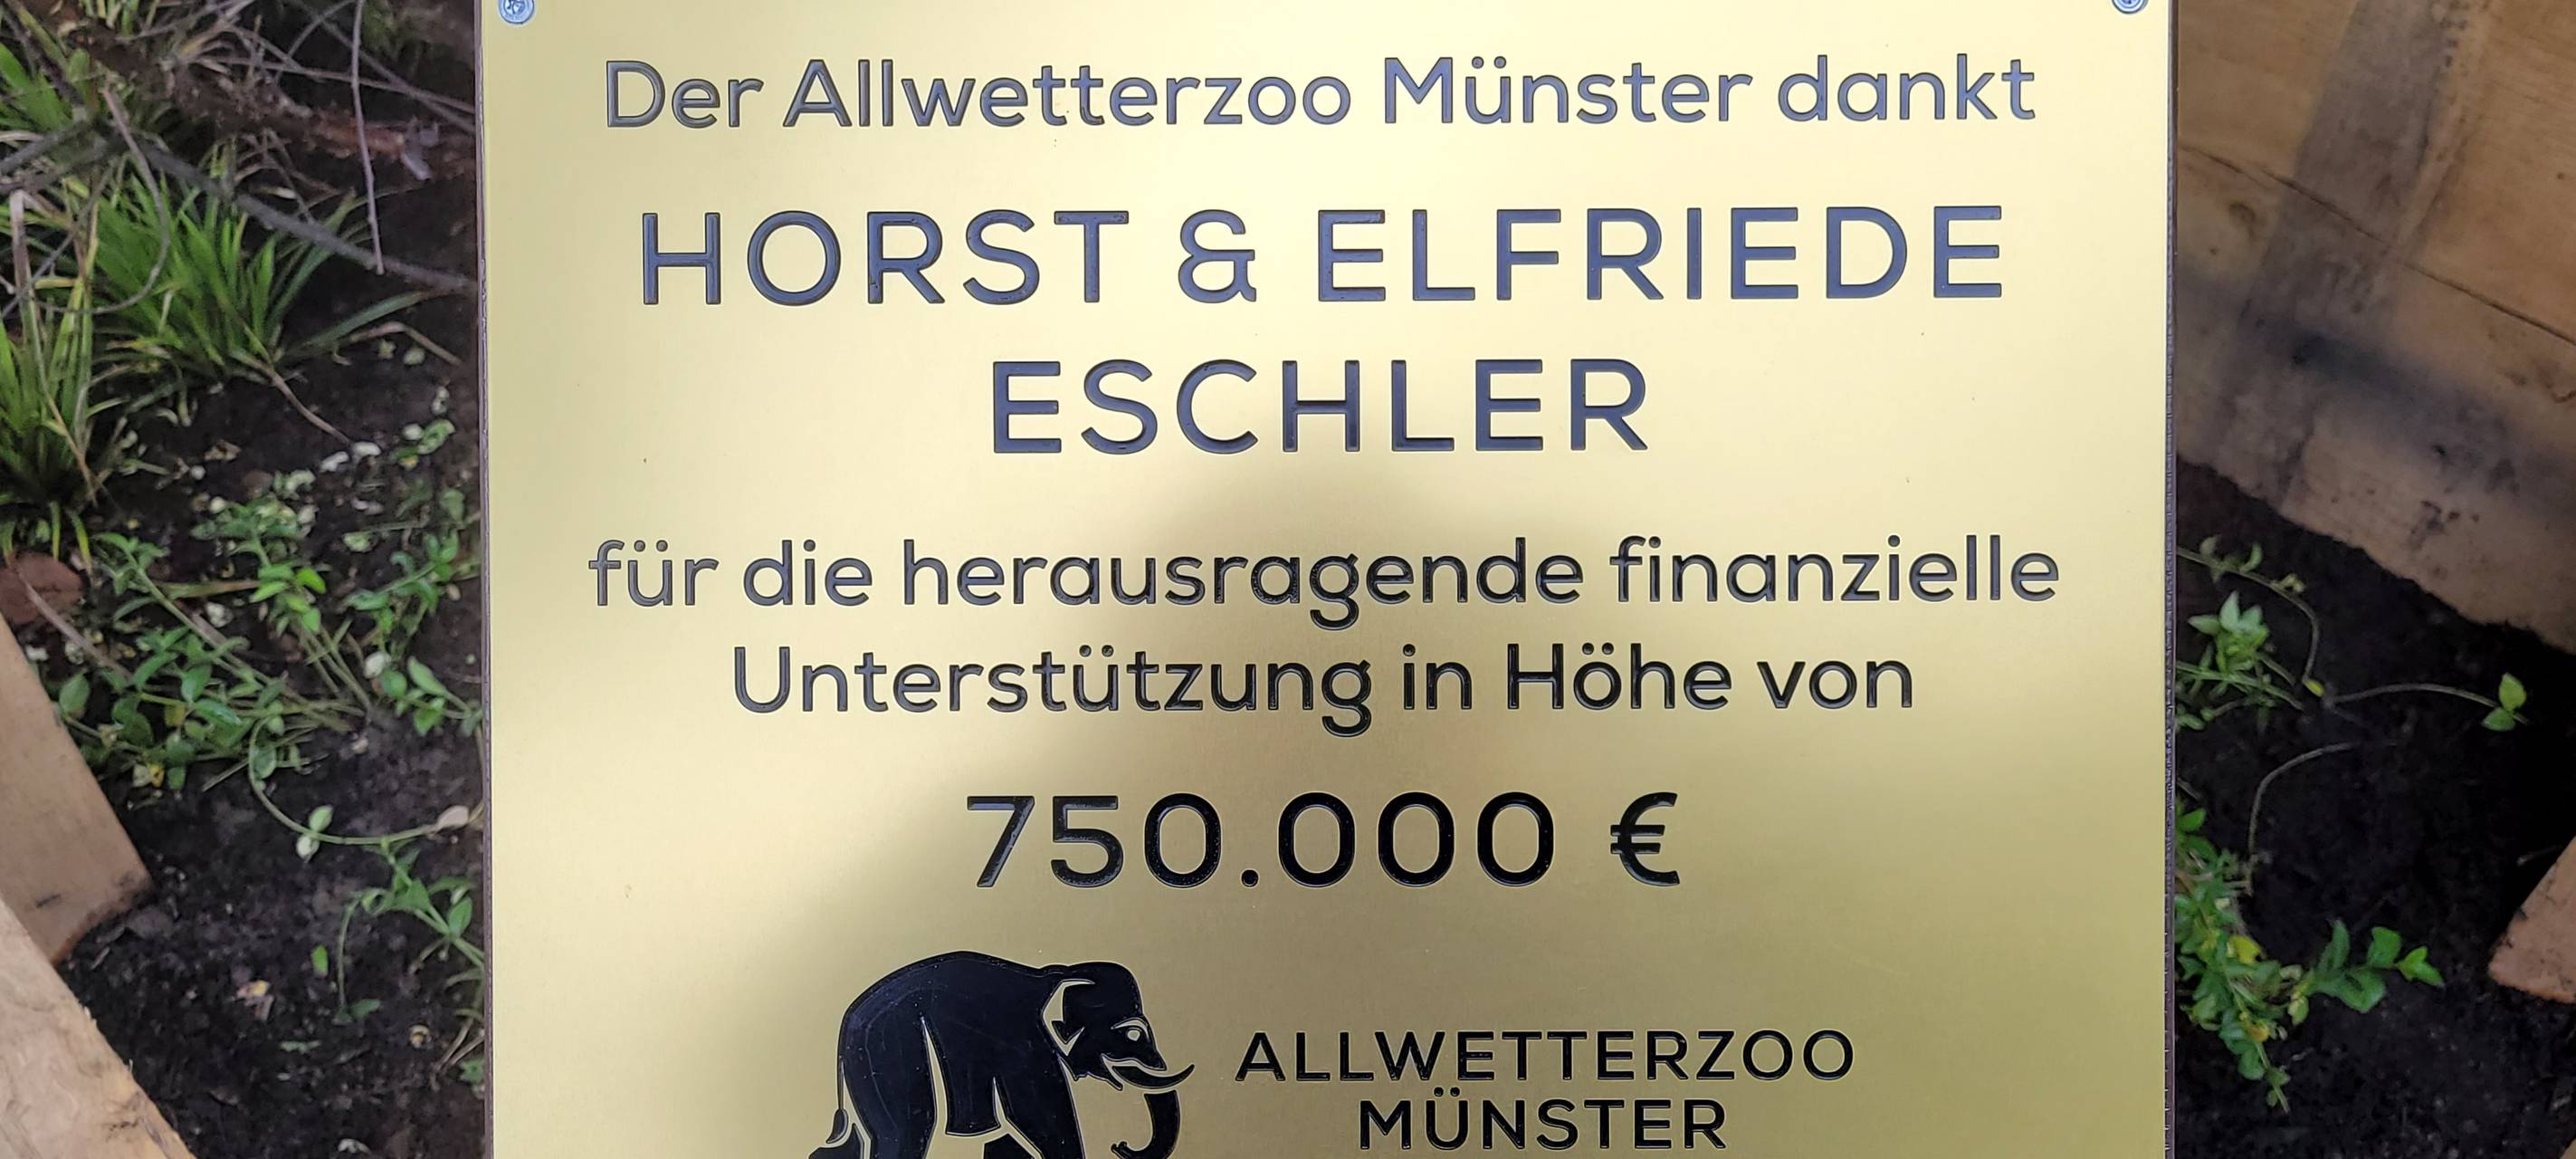 Der Allwetterzoo Münster dankt
HORST & ELFRIEDE
ESCHLER
für die herausragende finanzielle
Unterstützung in Höhe von
750.000 €
ALLWETTERZOO
MÜNSTER